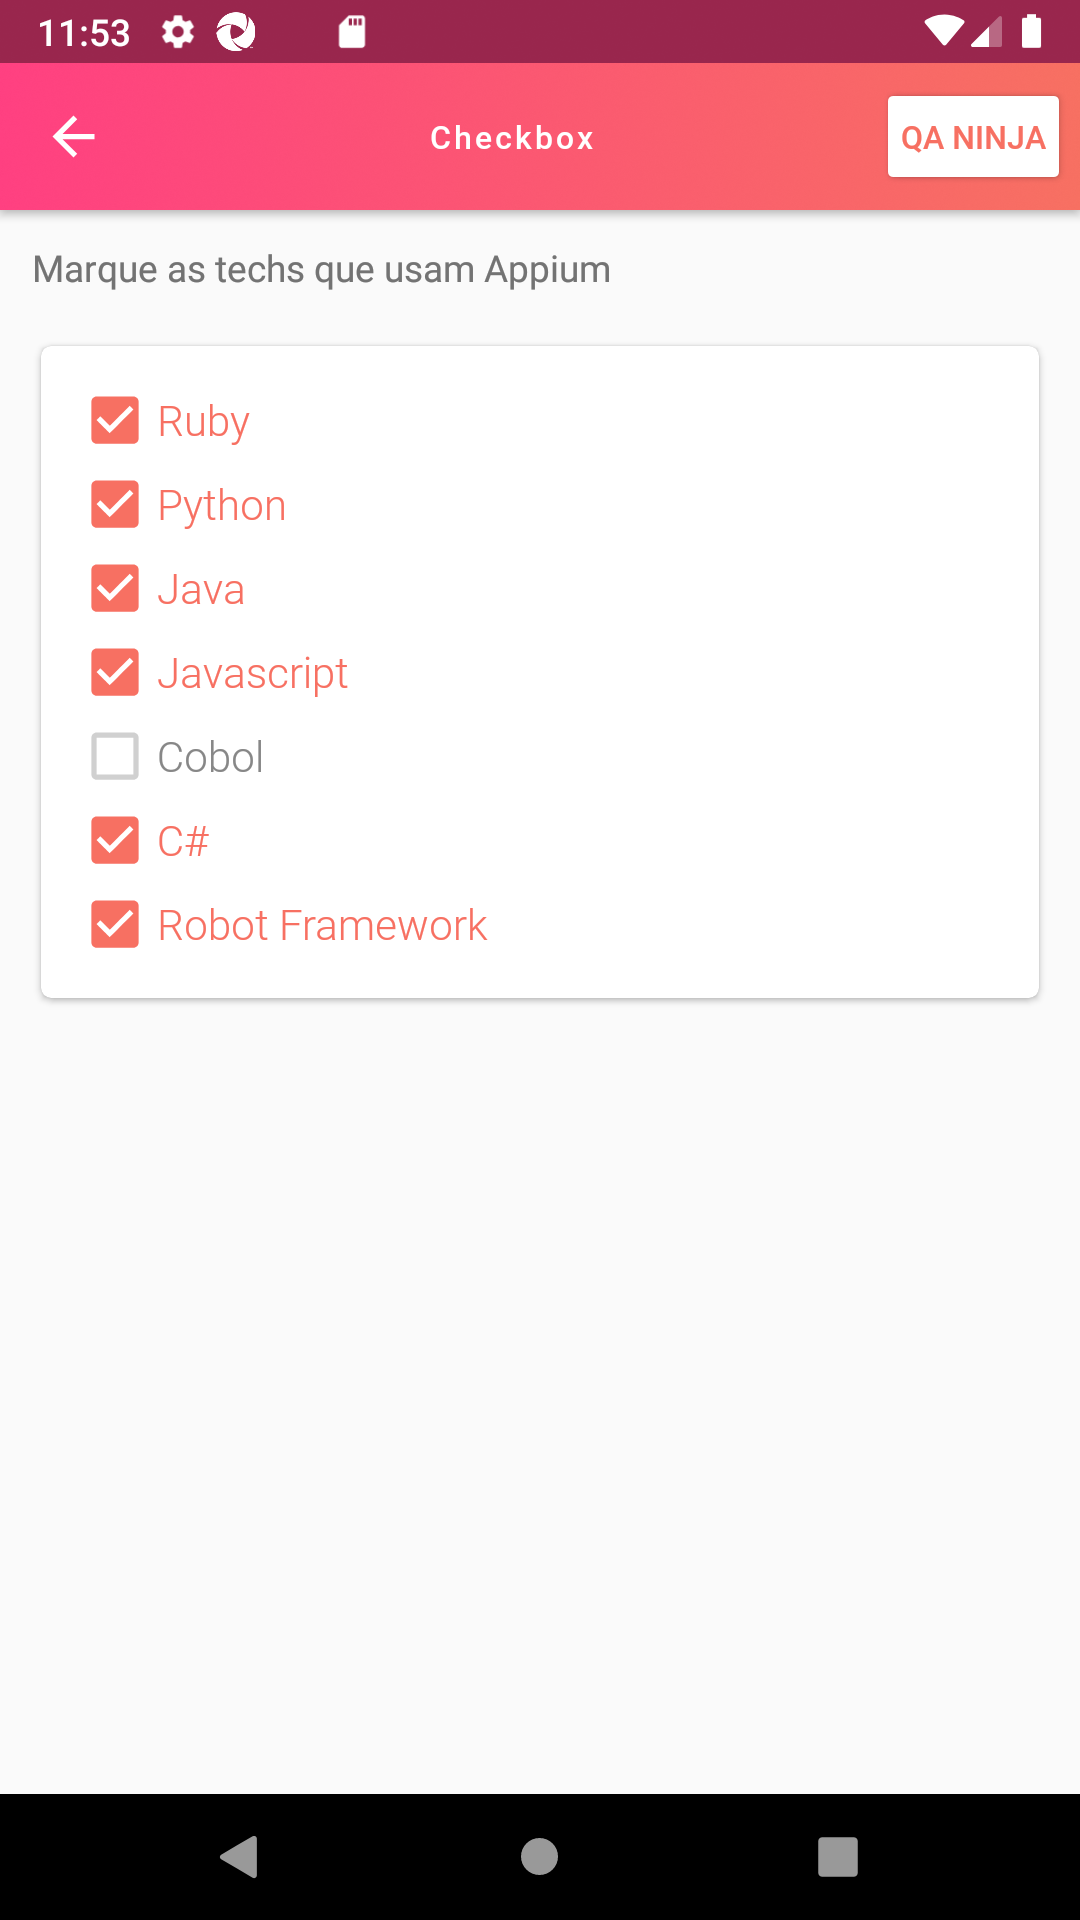 11:53
Checkbox
QA NINJA
Marque as techs que usam Appium
Ruby
Python
Java
Javascript
Cobol
C#
Robot Framework